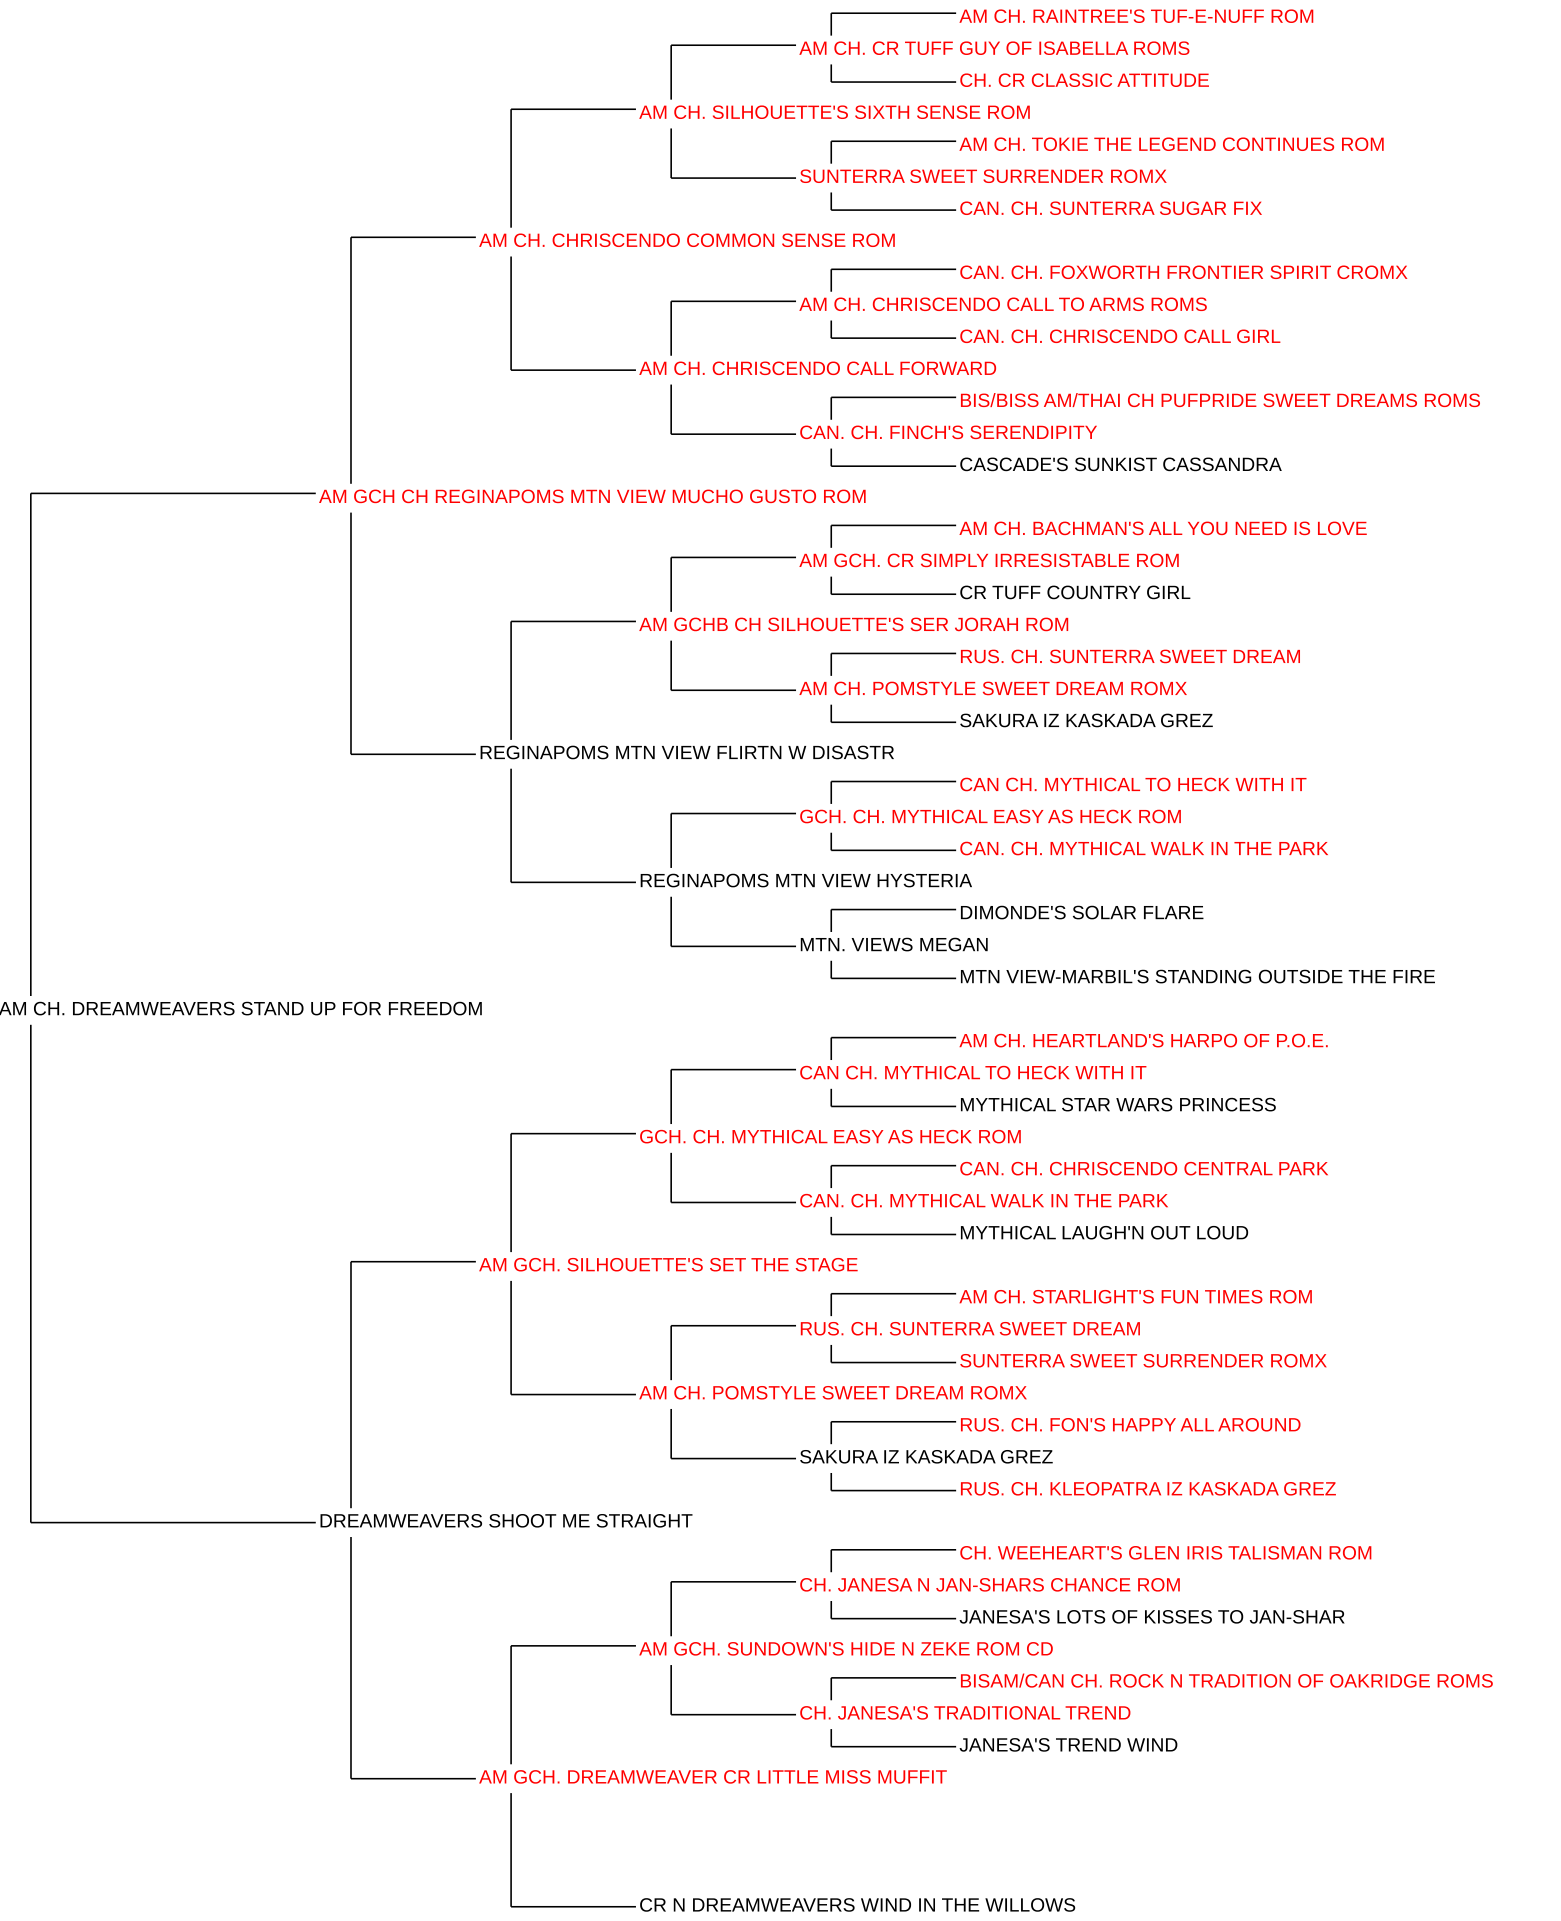 AM CH. RAINTREE'S TUF-E-NUFF ROM
AM CH. CR TUFF GUY OF ISABELLA ROMS
CH. CR CLASSIC ATTITUDE
AM CH. SILHOUETTE'S SIXTH SENSE ROM
AM CH. TOKIE THE LEGEND CONTINUES ROM
SUNTERRA SWEET SURRENDER ROMX
CAN. CH. SUNTERRA SUGAR FIX
AM CH. CHRISCENDO COMMON SENSE ROM
CAN. CH. FOXWORTH FRONTIER SPIRIT CROMX
AM CH. CHRISCENDO CALL TO ARMS ROMS
CAN. CH. CHRISCENDO CALL GIRL
AM CH. CHRISCENDO CALL FORWARD
BIS/BISS AM/THAI CH PUFPRIDE SWEET DREAMS ROMS
CAN. CH. FINCH'S SERENDIPITY
CASCADE'S SUNKIST CASSANDRA
AM GCH CH REGINAPOMS MTN VIEW MUCHO GUSTO ROM
AM CH. BACHMAN'S ALL YOU NEED IS LOVE
AM GCH. CR SIMPLY IRRESISTABLE ROM
CR TUFF COUNTRY GIRL
AM GCHB CH SILHOUETTE'S SER JORAH ROM
RUS. CH. SUNTERRA SWEET DREAM
AM CH. POMSTYLE SWEET DREAM ROMX
SAKURA IZ KASKADA GREZ
REGINAPOMS MTN VIEW FLIRTN W DISASTR
CAN CH. MYTHICAL TO HECK WITH IT
GCH. CH. MYTHICAL EASY AS HECK ROM
CAN. CH. MYTHICAL WALK IN THE PARK
REGINAPOMS MTN VIEW HYSTERIA
DIMONDE'S SOLAR FLARE
MTN. VIEWS MEGAN
MTN VIEW-MARBIL'S STANDING OUTSIDE THE FIRE
AM CH. DREAMWEAVERS STAND UP FOR FREEDOM
AM CH. HEARTLAND'S HARPO OF P.O.E.
CAN CH. MYTHICAL TO HECK WITH IT
MYTHICAL STAR WARS PRINCESS
GCH. CH. MYTHICAL EASY AS HECK ROM
CAN. CH. CHRISCENDO CENTRAL PARK
CAN. CH. MYTHICAL WALK IN THE PARK
MYTHICAL LAUGH'N OUT LOUD
AM GCH. SILHOUETTE'S SET THE STAGE
AM CH. STARLIGHT'S FUN TIMES ROM
RUS. CH. SUNTERRA SWEET DREAM
SUNTERRA SWEET SURRENDER ROMX
AM CH. POMSTYLE SWEET DREAM ROMX
RUS. CH. FON'S HAPPY ALL AROUND
SAKURA IZ KASKADA GREZ
RUS. CH. KLEOPATRA IZ KASKADA GREZ
DREAMWEAVERS SHOOT ME STRAIGHT
CH. WEEHEART'S GLEN IRIS TALISMAN ROM
CH. JANESA N JAN-SHARS CHANCE ROM
JANESA'S LOTS OF KISSES TO JAN-SHAR
AM GCH. SUNDOWN'S HIDE N ZEKE ROM CD
BISAM/CAN CH. ROCK N TRADITION OF OAKRIDGE ROMS
CH. JANESA'S TRADITIONAL TREND
JANESA'S TREND WIND
AM GCH. DREAMWEAVER CR LITTLE MISS MUFFIT
CR N DREAMWEAVERS WIND IN THE WILLOWS